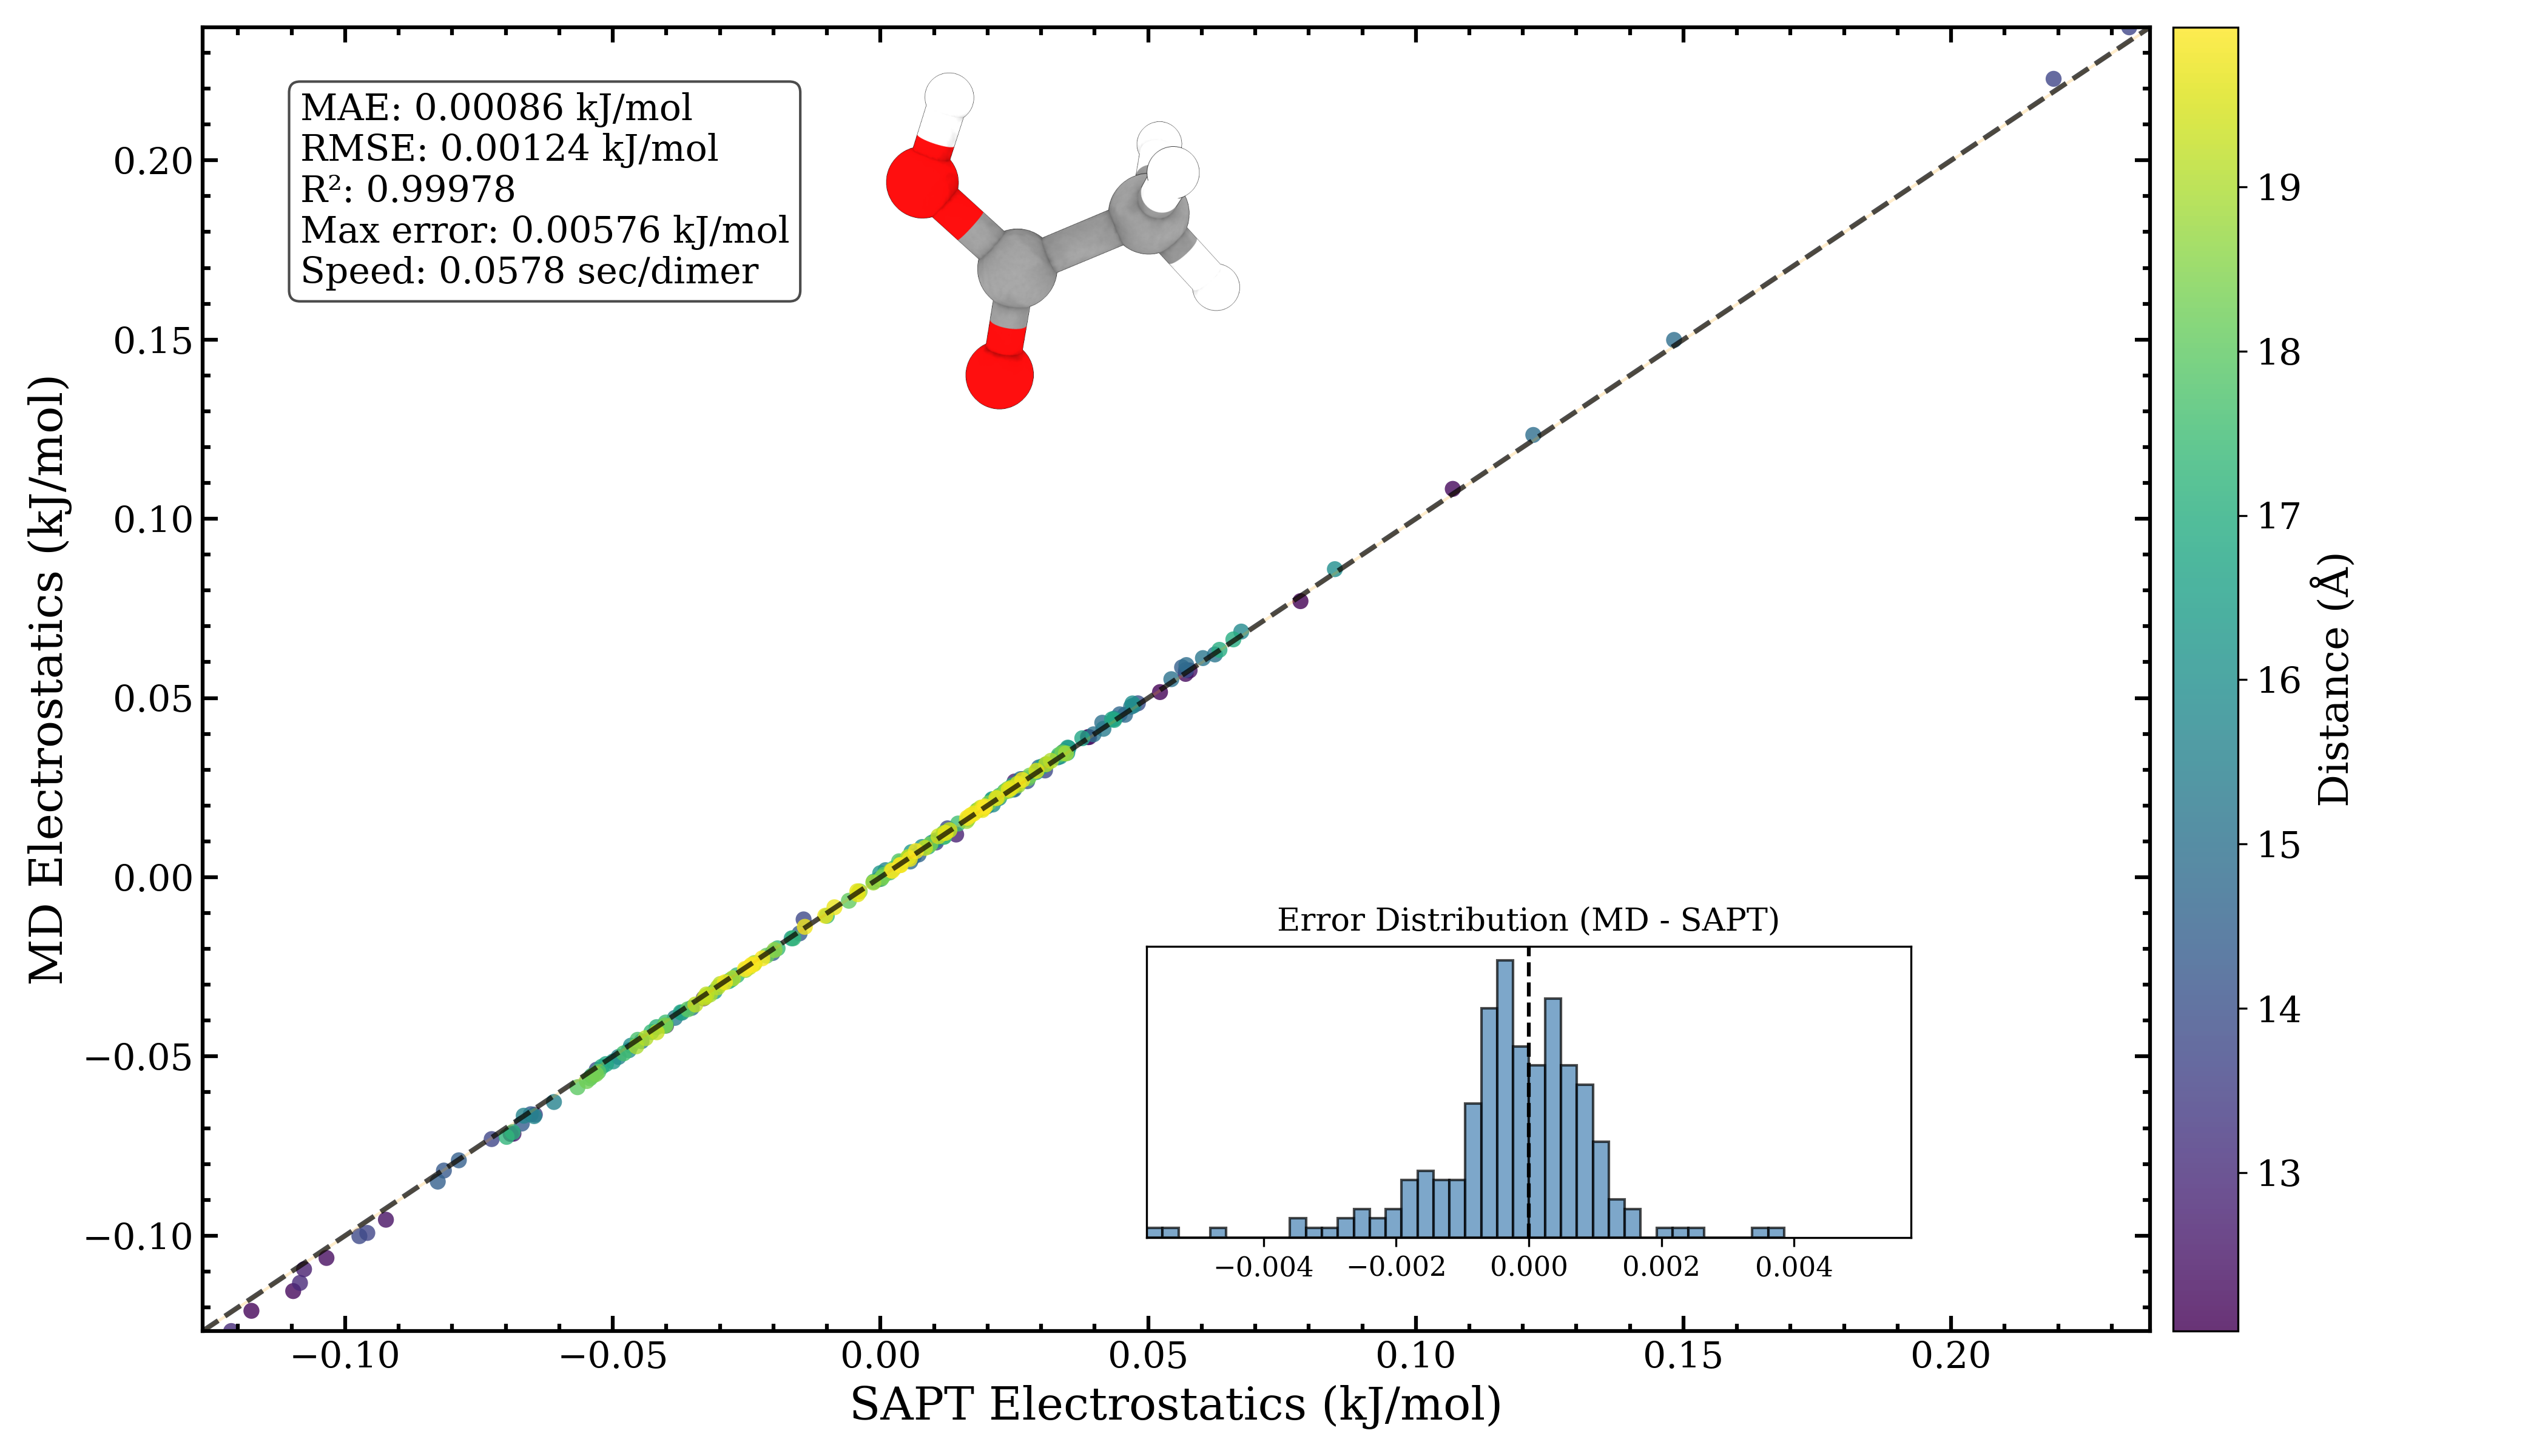 MAE: 0.00086 kJ/mol
RMSE: 0.00124 kJ/mol
R²: 0.99978
Max error: 0.00576 kJ/mol
Speed: 0.0578 sec/dimer
MD Electrostatics (kJ/mol)
0.20
0.15
0.10
0.05
0.00
−0.05
−0.10
Error Distribution (MD - SAPT)
−0.004 −0.002 0.000 0.002 0.004
−0.10 −0.05 0.00 0.05 0.10 0.15 0.20
SAPT Electrostatics (kJ/mol)
19
18
17
16
15
14
13
Distance (Å)